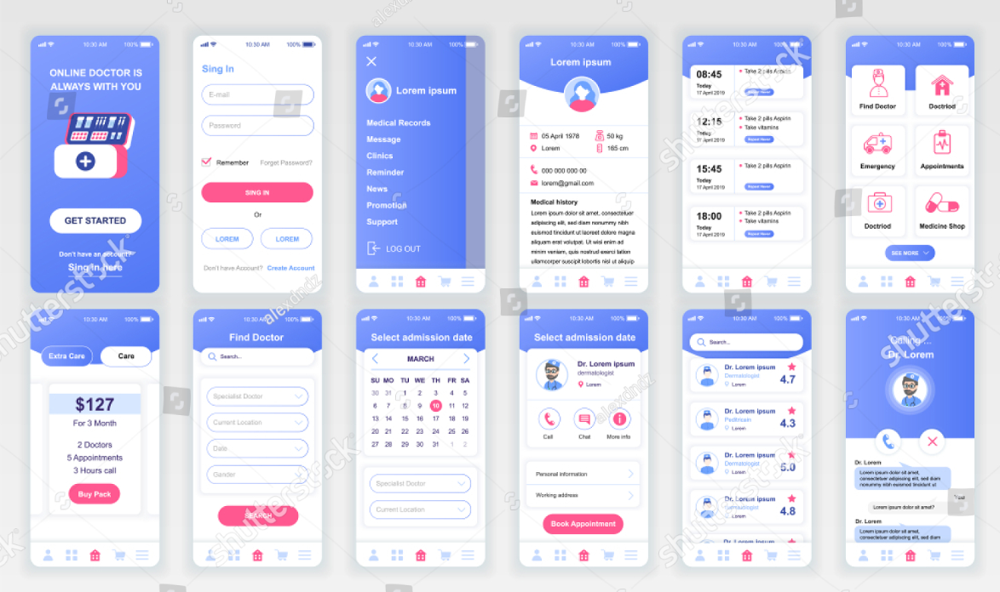 10:30 AM 100%
ONLINE DOCTOR IS
ALWAYS WITH YOU
GET STARTED
Don't have an account?
Sing in here
10:30 AM 100%
Sing In
E-mail
Password
Remember Forget Password?
SING IN
Or
LOREM LOREM
Don't have Account? Create Account
10:30 AM 100%
Lorem ipsum
Medical Records
Message
Clinics
Reminder
News
Promotion
Support
LOG OUT
10:30 AM 100%
Lorem ipsum
05 April 1978 50 kg
Lorem 165 cm
000 000 000 00
lorem@gmail.com
Medical history
Lorem ipsum dolor sit amet, consectetuer
adipiscing elit, sed diam nonummy nibh
euismod tincidunt ut laoreet dolore magna
aliquam erat volutpat. Ut wisi enim ad
minim veniam, quis nostrud exerci tation
ullamcorper suscipit lobortis nisl ut aliquip
10:30 AM 100%
08:45
Today
17 April 2019
Take 2 pills Aspirin
12:15
Today
17 April 2019
Take 2 pills Aspirin
Take vitamins
15:45
Today
17 April 2019
Take 2 pills Aspirin
18:00
Today
17 April 2019
Take 2 pills Aspirin
Take vitamins
10:30 AM 100%
Find Doctor Doctriod
Emergency Appointments
Doctriod Medicine Shop
SEE MORE
10:30 AM 100%
Extra Care Care
$127
For 3 Month
2 Doctors
5 Appointments
3 Hours call
Buy Pack
10:30 AM 100%
Find Doctor
Search..
Specialist Doctor
Current Location
Date
Gander
SEARCH
10:30 AM 100%
Select admission date
MARCH
SU MO TU WE TH FR SA
30 31 1 2 3 4 5
6 7 8 9 10 11 12
13 14 15 16 17 18 19
20 21 22 23 24 25 26
27 28 29 30 31 1 2
Specialist Doctor
Current Location
10:30 AM 100%
Select admission date
Dr. Lorem ipsum
dermatologist
Lorem
Call Chat More info
Personal information
Working address
Book Appointment
10:30 AM 100%
Search..
Dr. Lorem ipsum
Dermatologist
Lorem
4.7
Dr. Lorem ipsum
Lorem
4.3
Dr. Lorem ipsum
Dermatologist
Lorem
5.0
Dr. Lorem ipsum
Dermatologist
Lorem
4.8
Dr. Lorem ipsum
10:30 AM 100%
Calling ...
Dr. Lorem
Dr. Lorem
Lorem ipsum dolor sit amet,
consectetuer adipiscing elit, sed diam
nonummy nibh euismod tincidunt ut
You
Lorem ipsum dolor sit amet?
Dr. Lorem
Lorem ipsum dolor sit amet,
consectetuer adipiscing elit, sed diam
shutterstock
alexdndz